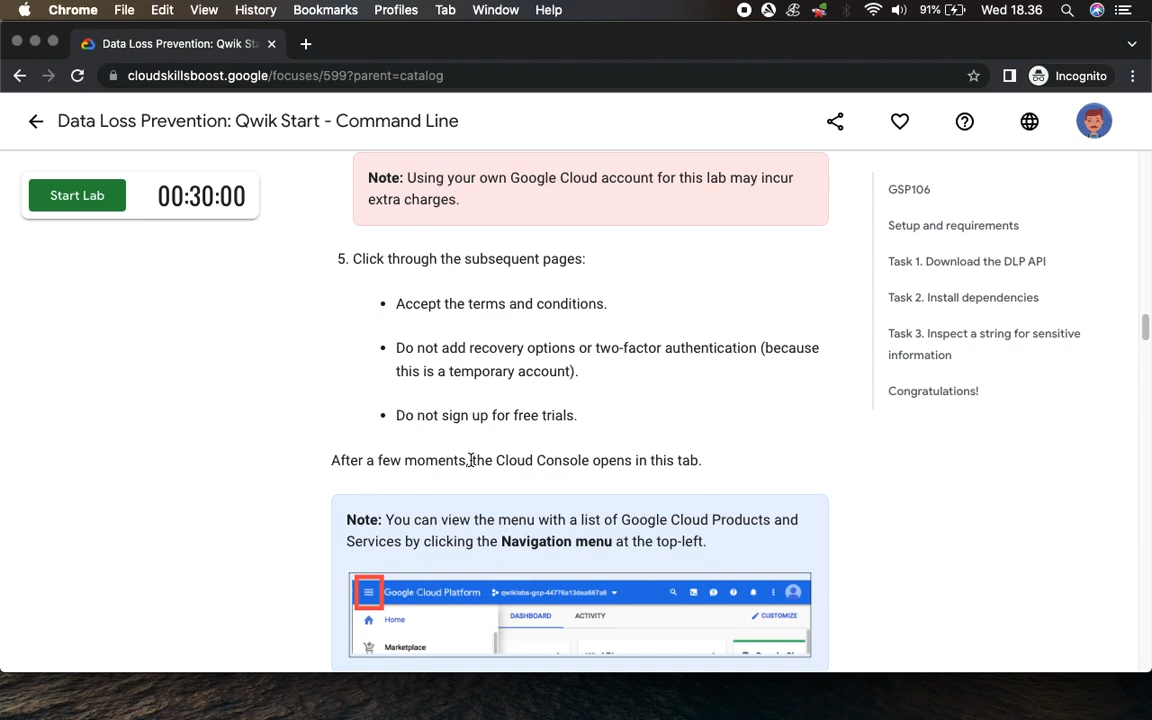 Chrome File Edit View History Bookmarks Profiles Tab Window Help 91% Wed 18.36
Data Loss Prevention: Qwik Sta
cloudskillsboost.google/focuses/599?parent=catalog Incognito
Data Loss Prevention: Qwik Start - Command Line
Start Lab 00:30:00
Note: Using your own Google Cloud account for this lab may incur
extra charges.
5. Click through the subsequent pages:
• Accept the terms and conditions.
• Do not add recovery options or two-factor authentication (because
this is a temporary account).
• Do not sign up for free trials.
After a few moments, the Cloud Console opens in this tab.
Note: You can view the menu with a list of Google Cloud Products and
Services by clicking the Navigation menu at the top-left.
Google Cloud Platform qwiklabs-gcp-44776a13dea667a6
Home DASHBOARD ACTIVITY CUSTOMIZE
Marketplace
GSP106
Setup and requirements
Task 1. Download the DLP API
Task 2. Install dependencies
Task 3. Inspect a string for sensitive
information
Congratulations!